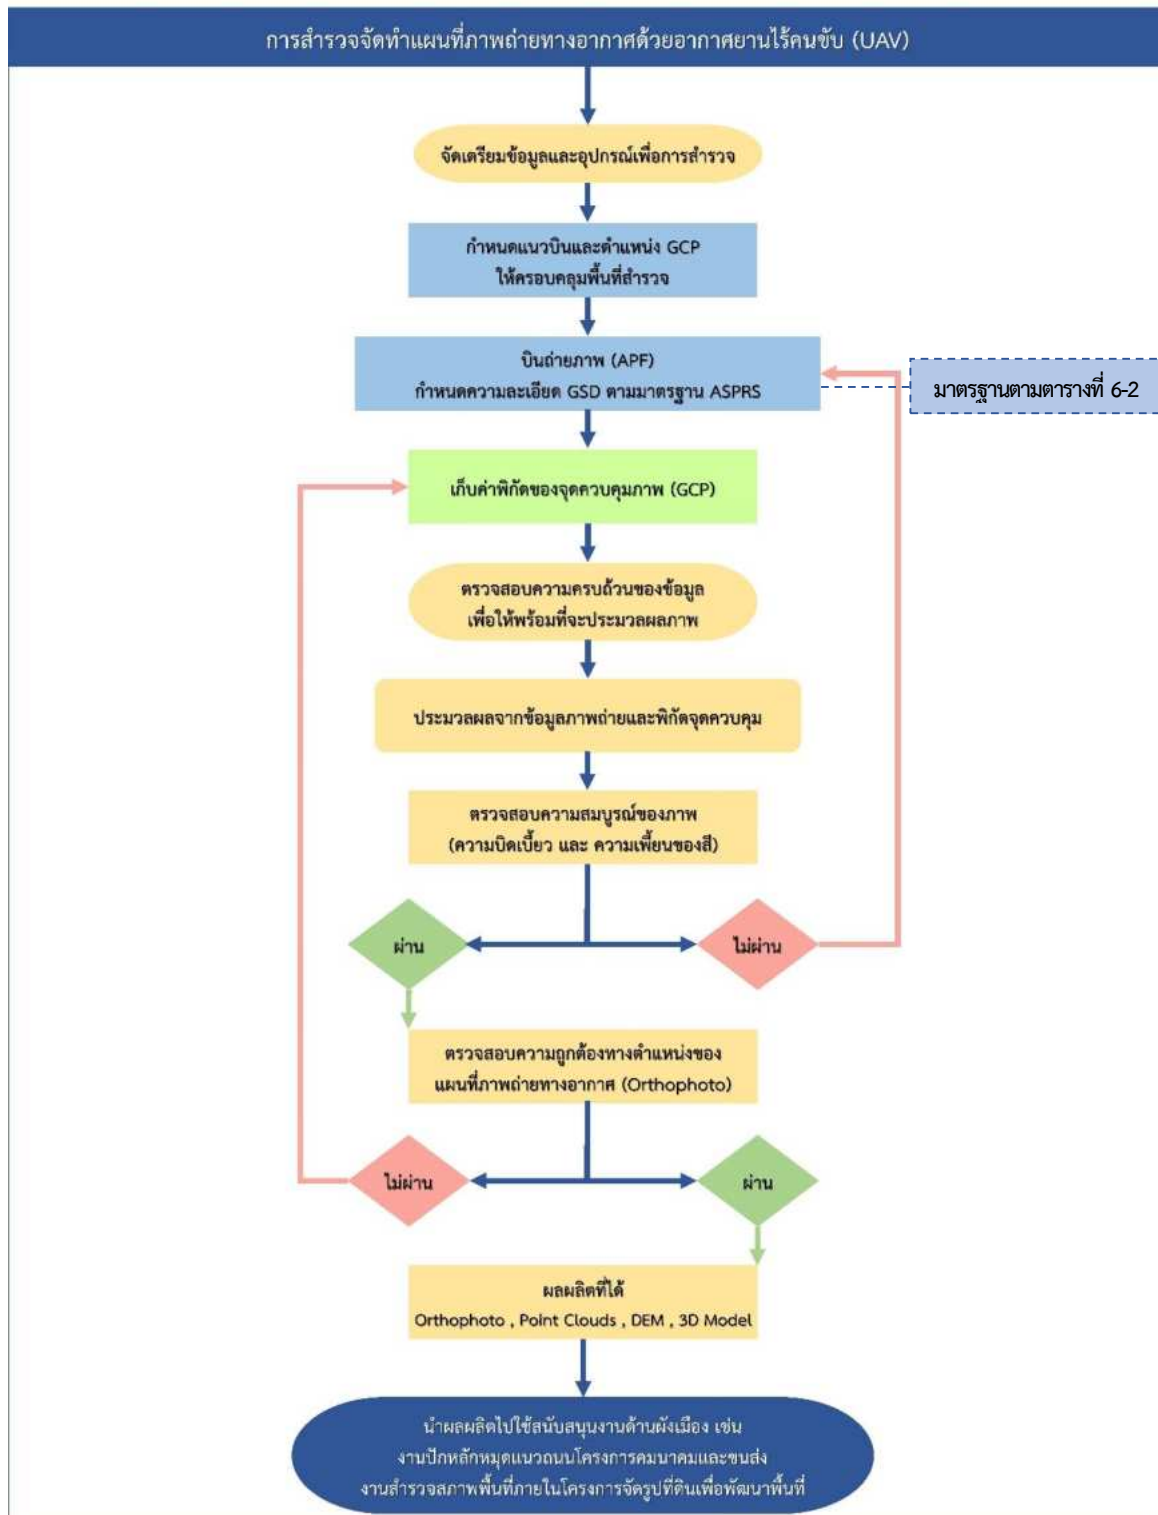 การสำรวจจัดทำแผนที่ภาพถ่ายทางอากาศด้วยอากาศยานไร้คนขับ (UAV)
จัดเตรียมข้อมูลและอุปกรณ์เพื่อการสำรวจ
กำหนดแนวบินและตำแหน่ง GCP
ให้ครอบคลุมพื้นที่สำรวจ
บินถ่ายภาพ (APF)
กำหนดความละเอียด GSD ตามมาตรฐาน ASPRS
มาตรฐานตามตารางที่ 6-2
เก็บค่าพิกัดของจุดควบคุมภาพ (GCP)
ตรวจสอบความครบถ้วนของข้อมูล
เพื่อให้พร้อมที่จะประมวลผลภาพ
ประมวลผลจากข้อมูลภาพถ่ายและพิกัดจุดควบคุม
ตรวจสอบความสมบูรณ์ของภาพ
(ความบิดเบี้ยว และ ความเพี้ยนของสี)
ผ่าน
ไม่ผ่าน
ตรวจสอบความถูกต้องทางตำแหน่งของ
แผนที่ภาพถ่ายทางอากาศ (Orthophoto)
ไม่ผ่าน
ผ่าน
ผลผลิตที่ได้
Orthophoto , Point Clouds , DEM , 3D Model
นำผลผลิตไปใช้สนับสนุนงานด้านผังเมือง เช่น
งานปักหลักหมุดแนวถนนโครงการคมนาคมและขนส่ง
งานสำรวจสภาพพื้นที่ภายในโครงการจัดรูปที่ดินเพื่อพัฒนาพื้นที่